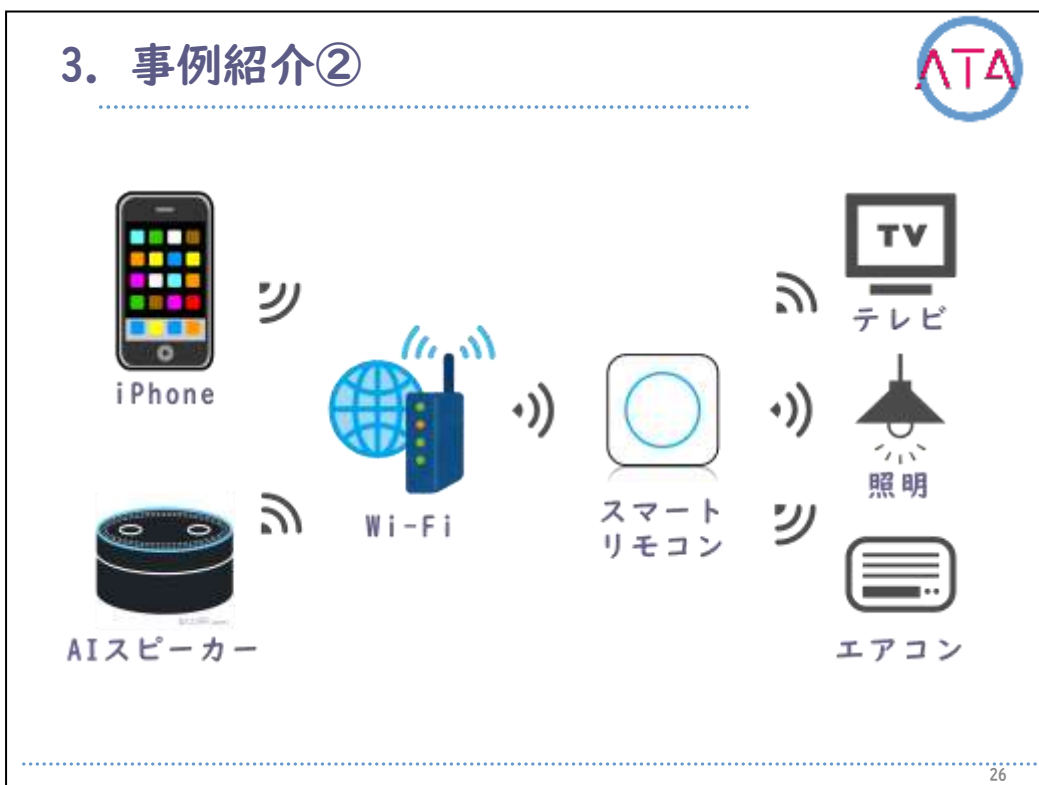 3. 事例紹介②
ATA
TV
テレビ
iPhone
照明
Wi-Fi
スマート
リモコン
AIスピーカー
エアコン
26